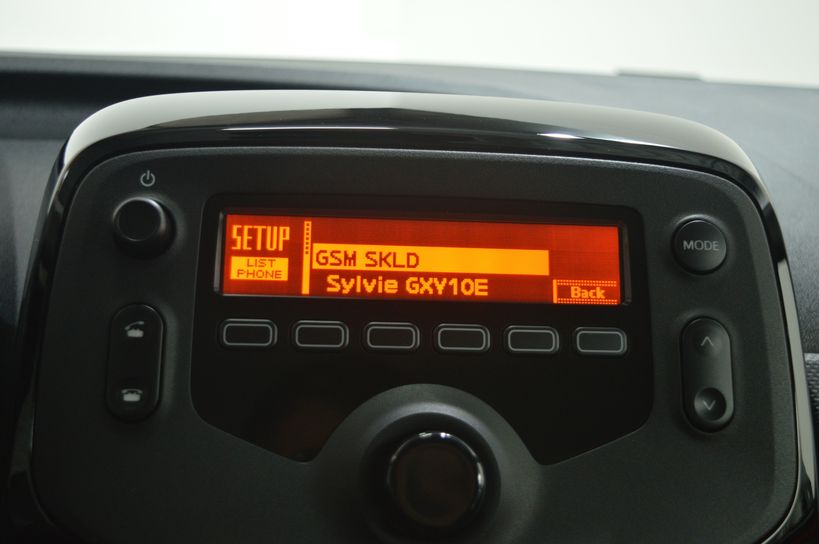 SETUP
LIST
PHONE
GSM SKLD
Sylvie GXY10E
Back
MODE